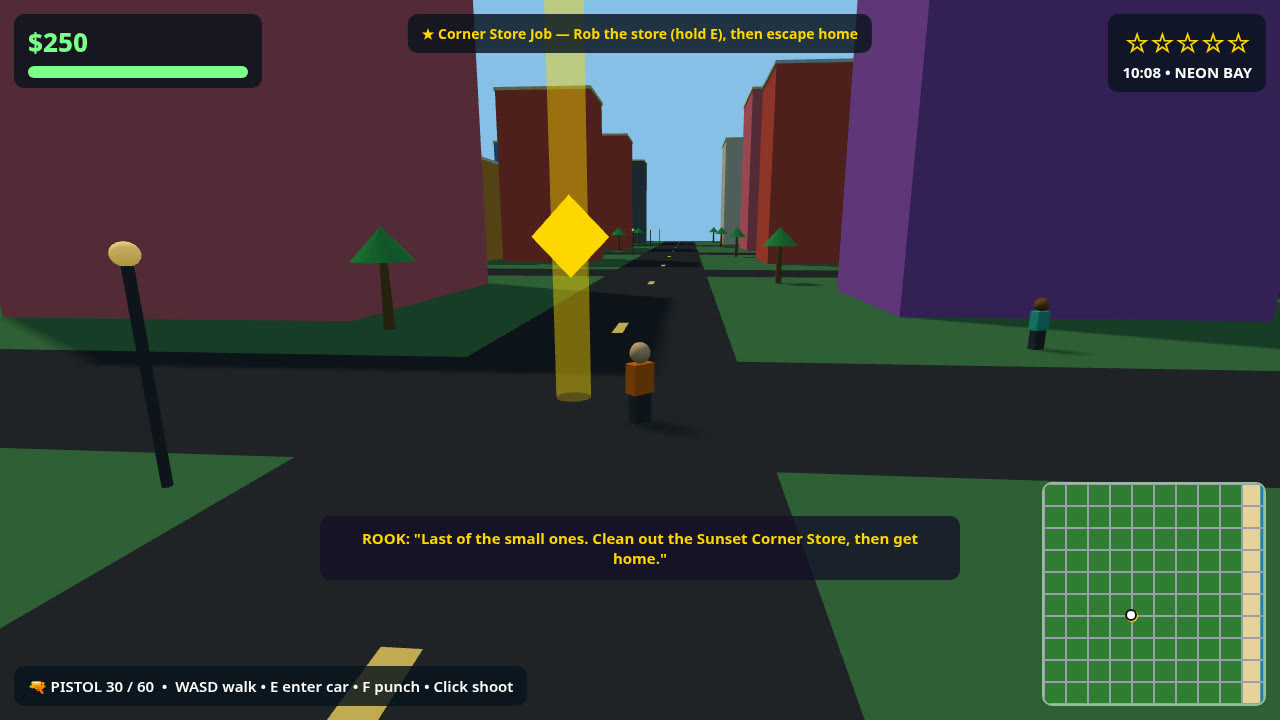 $250
★ Corner Store Job — Rob the store (hold E), then escape home
☆☆☆☆☆
10:08 • NEON BAY
ROOK: "Last of the small ones. Clean out the Sunset Corner Store, then get
home."
🔫 PISTOL 30 / 60 • WASD walk • E enter car • F punch • Click shoot